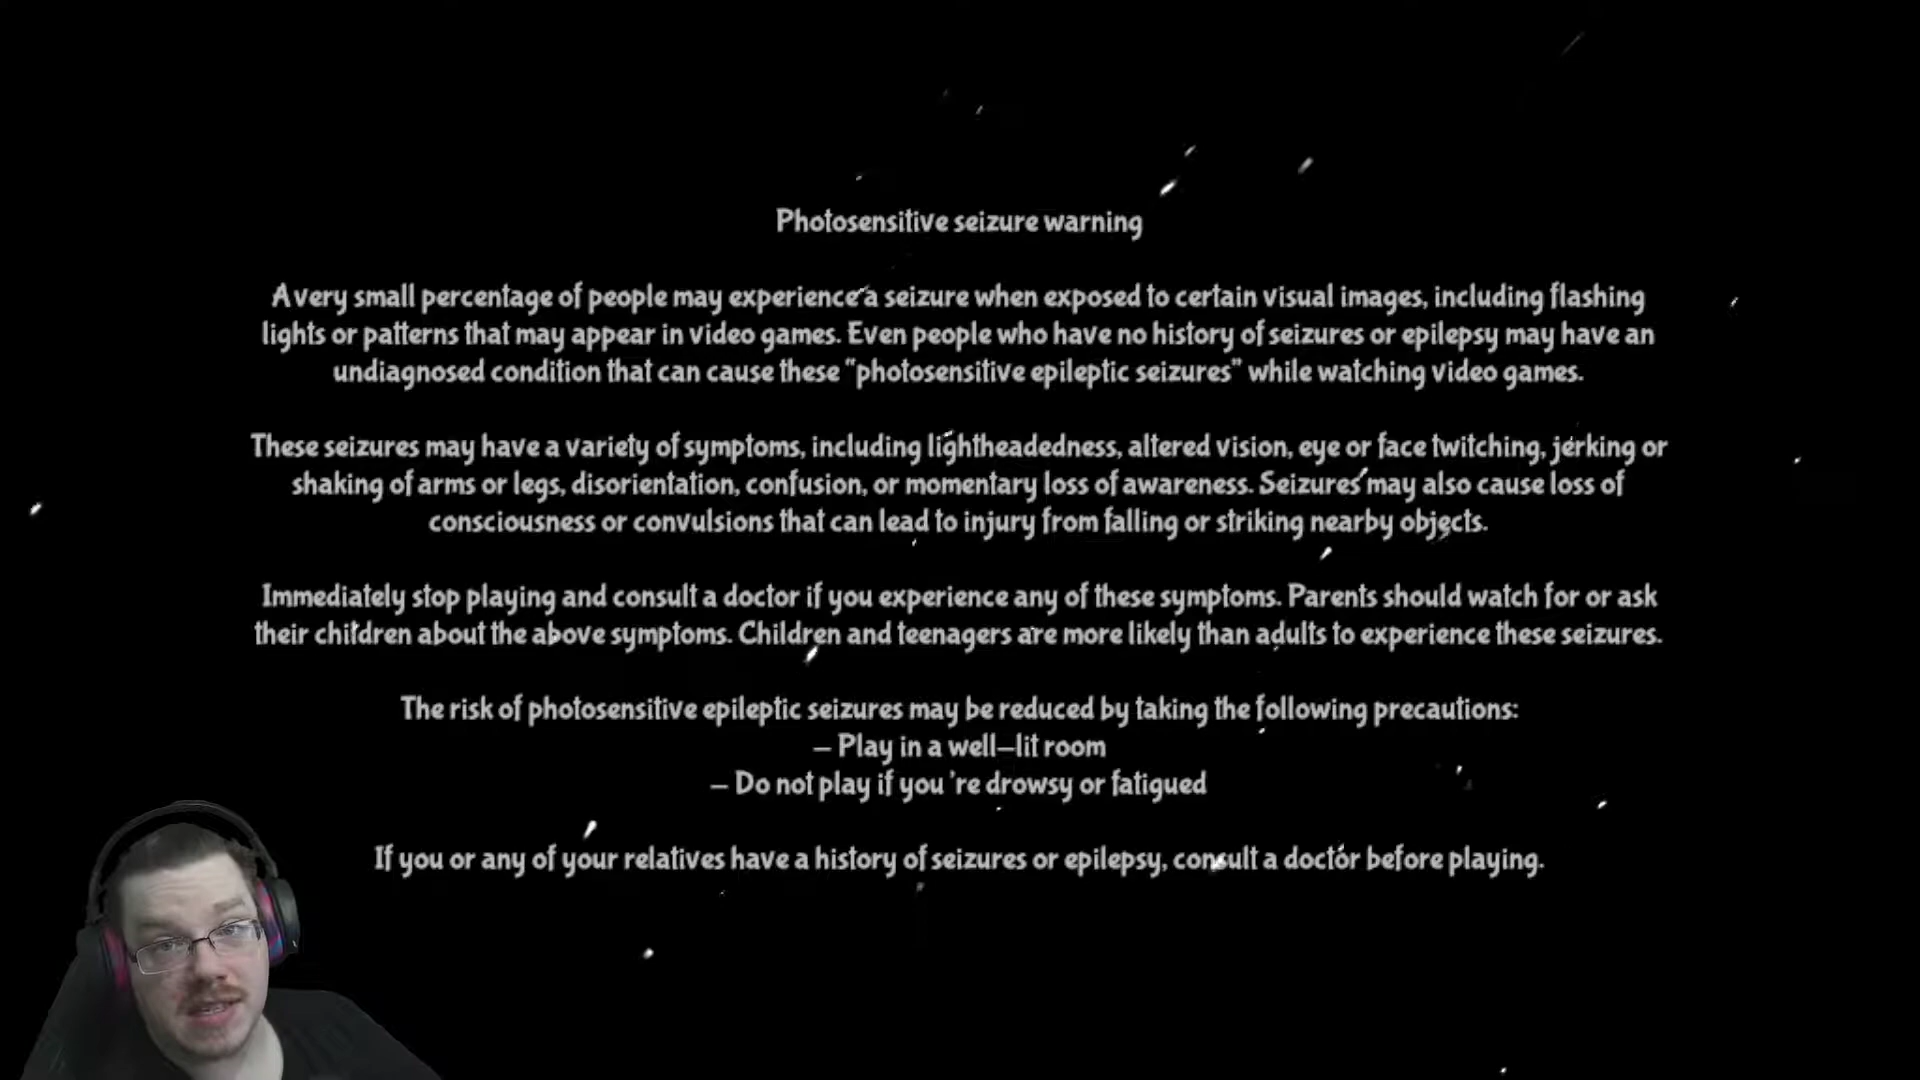 Photosensitive seizure warning
A very small percentage of people may experience a seizure when exposed to certain visual images, including flashing
lights or patterns that may appear in video games. Even people who have no history of seizures or epilepsy may have an
undiagnosed condition that can cause these "photosensitive epileptic seizures" while watching video games.
These seizures may have a variety of symptoms, including lightheadedness, altered vision, eye or face twitching, jerking or
shaking of arms or legs, disorientation, confusion, or momentary loss of awareness. Seizures may also cause loss of
consciousness or convulsions that can lead to injury from falling or striking nearby objects.
Immediately stop playing and consult a doctor if you experience any of these symptoms. Parents should watch for or ask
their children about the above symptoms. Children and teenagers are more likely than adults to experience these seizures.
The risk of photosensitive epileptic seizures may be reduced by taking the following precautions:
– Play in a well–lit room
– Do not play if you're drowsy or fatigued
If you or any of your relatives have a history of seizures or epilepsy, consult a doctor before playing.